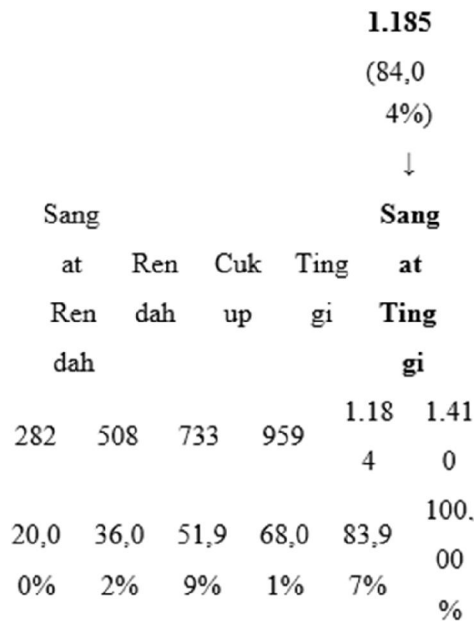 1.185
(84,0
4%)
↓
Sang Sang
at Ren Cuk Ting at
Ren dah up gi Ting
dah gi
282 508 733 959 1.18 1.41
4 0
20,0 36,0 51,9 68,0 83,9 100.
0% 2% 9% 1% 7% 00
%